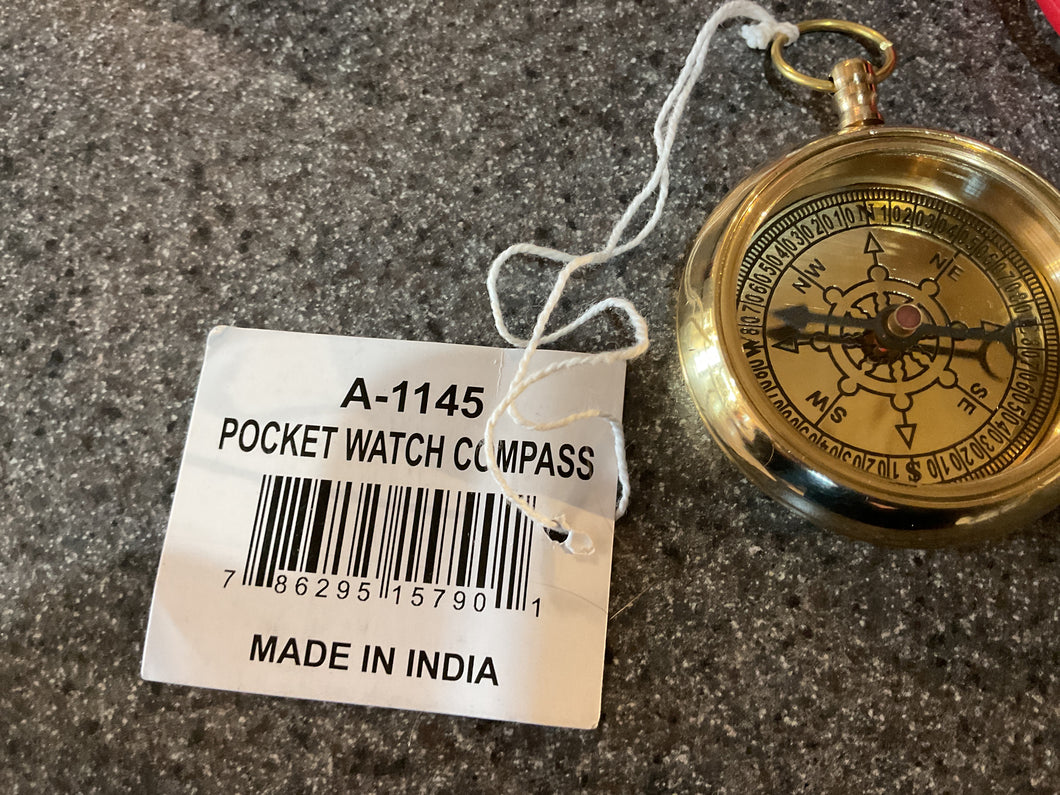 A-1145
POCKET WATCH COMPASS
7 86295 15790 1
MADE IN INDIA
N
NE
SE
S
SW
W
NW